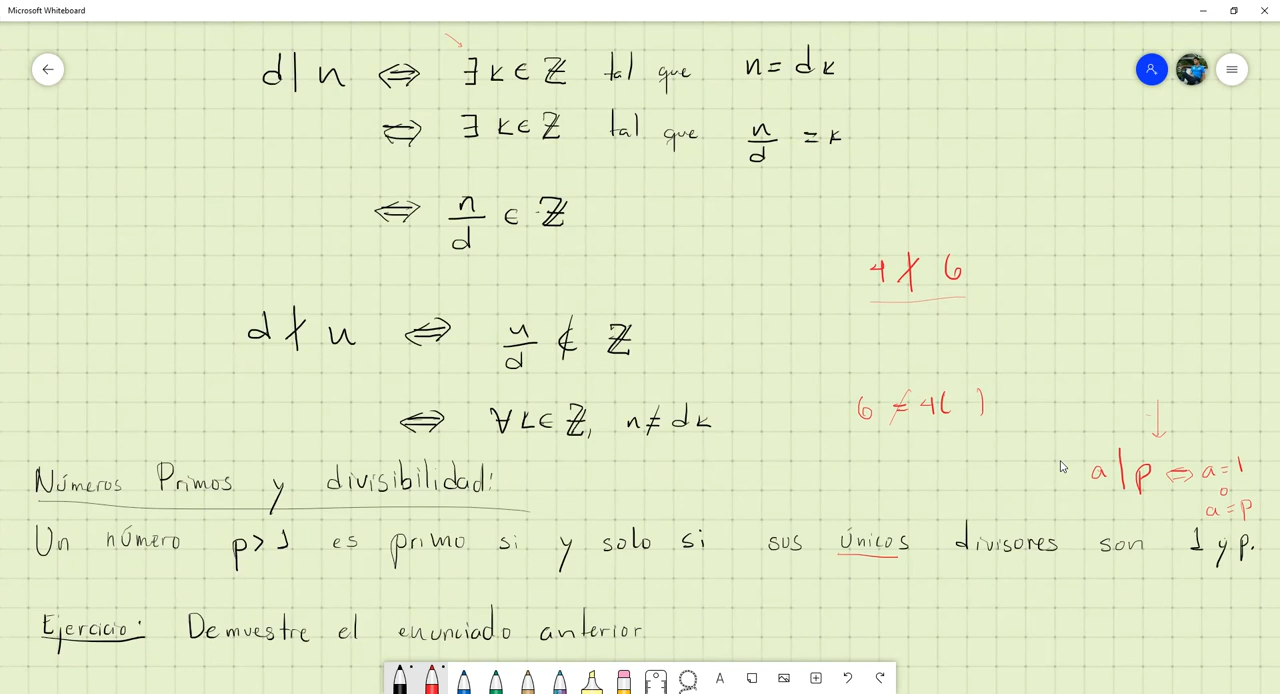 Microsoft Whiteboard
d | n ⟺ ∃ k ∈ ℤ tal que n = dk
⟺ ∃ k ∈ ℤ tal que n/d = k
⟺ n/d ∈ ℤ
4 ∤ 6
d ∤ n ⟺ n/d ∉ ℤ
6 ≠ 4( )
⟺ ∀ k ∈ ℤ, n ≠ dk
a | p ⟺ a = 1
o
a = p
Números Primos y divisibilidad:
Un número p > 1 es primo si y solo si sus únicos divisores son 1 y p.
Ejercicio: Demuestre el enunciado anterior
A